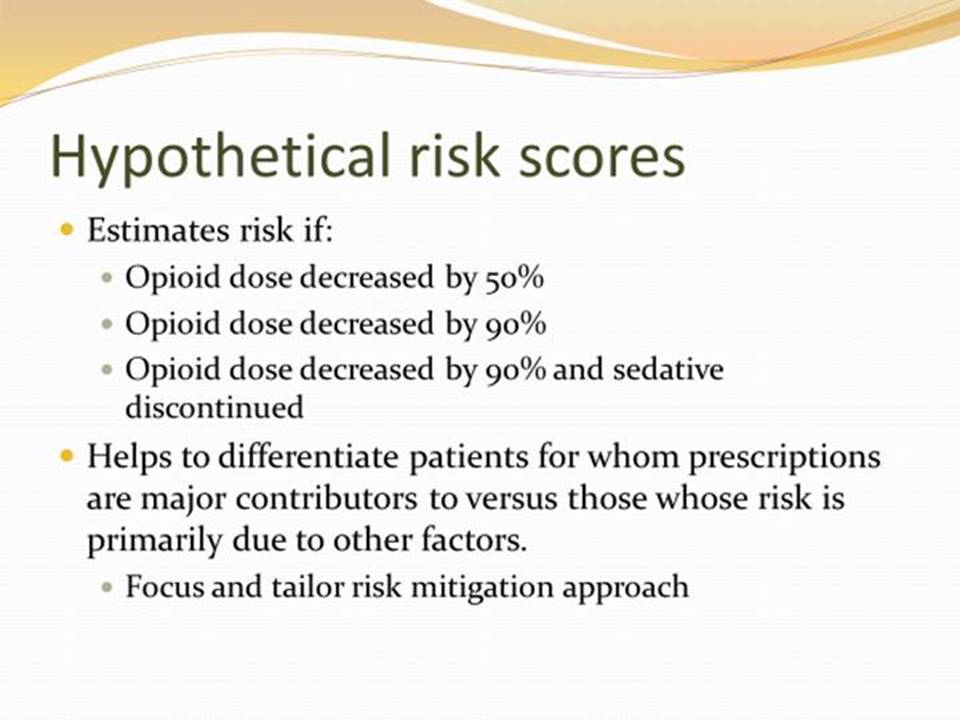 Hypothetical risk scores
Estimates risk if:
Opioid dose decreased by 50%
Opioid dose decreased by 90%
Opioid dose decreased by 90% and sedative
discontinued
Helps to differentiate patients for whom prescriptions
are major contributors to versus those whose risk is
primarily due to other factors.
Focus and tailor risk mitigation approach